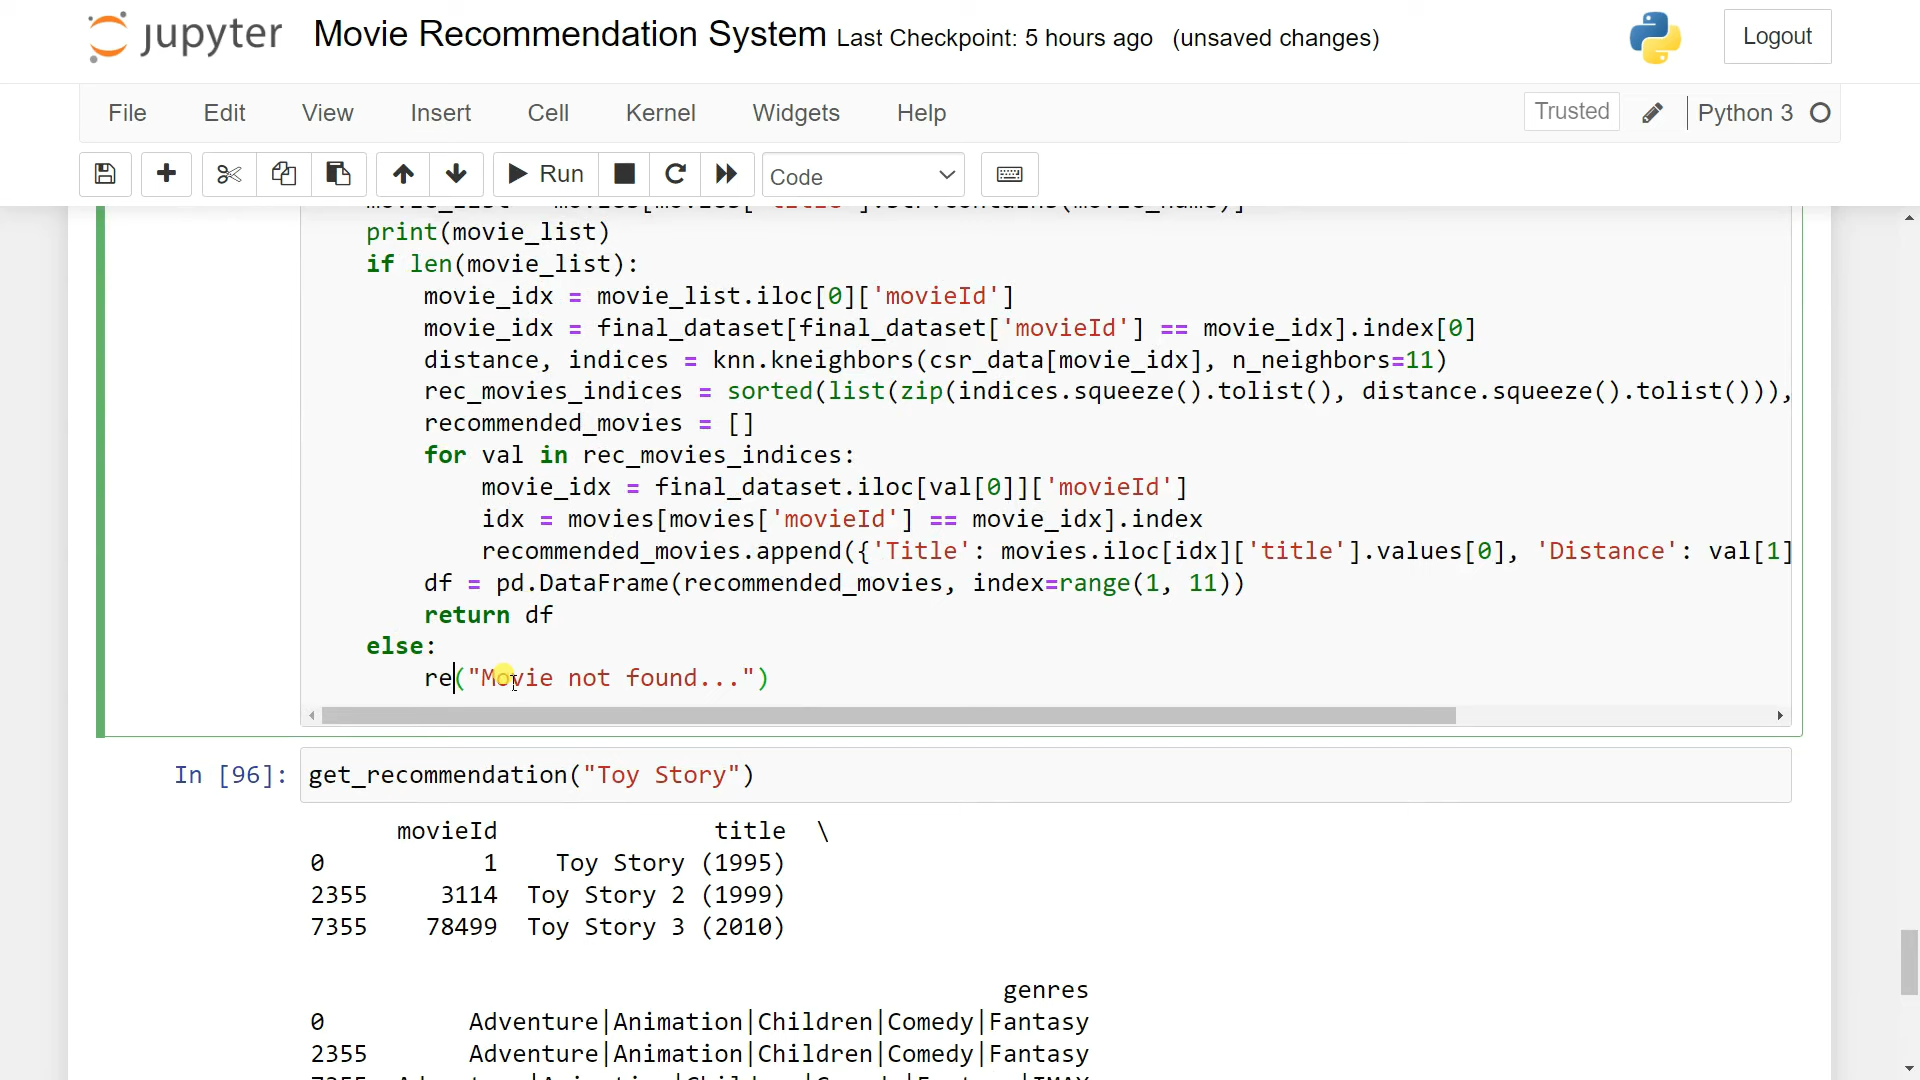 jupyter Movie Recommendation System Last Checkpoint: 5 hours ago (unsaved changes) Logout
File Edit View Insert Cell Kernel Widgets Help Trusted Python 3
Run Code
print(movie_list)
if len(movie_list):
movie_idx = movie_list.iloc[0]['movieId']
movie_idx = final_dataset[final_dataset['movieId'] == movie_idx].index[0]
distance, indices = knn.kneighbors(csr_data[movie_idx], n_neighbors=11)
rec_movies_indices = sorted(list(zip(indices.squeeze().tolist(), distance.squeeze().tolist())),
recommended_movies = []
for val in rec_movies_indices:
movie_idx = final_dataset.iloc[val[0]]['movieId']
idx = movies[movies['movieId'] == movie_idx].index
recommended_movies.append({'Title': movies.iloc[idx]['title'].values[0], 'Distance': val[1]
df = pd.DataFrame(recommended_movies, index=range(1, 11))
return df
else:
re("Movie not found...")
In [96]: get_recommendation("Toy Story")
movieId title \
0 1 Toy Story (1995)
2355 3114 Toy Story 2 (1999)
7355 78499 Toy Story 3 (2010)
genres
0 Adventure|Animation|Children|Comedy|Fantasy
2355 Adventure|Animation|Children|Comedy|Fantasy